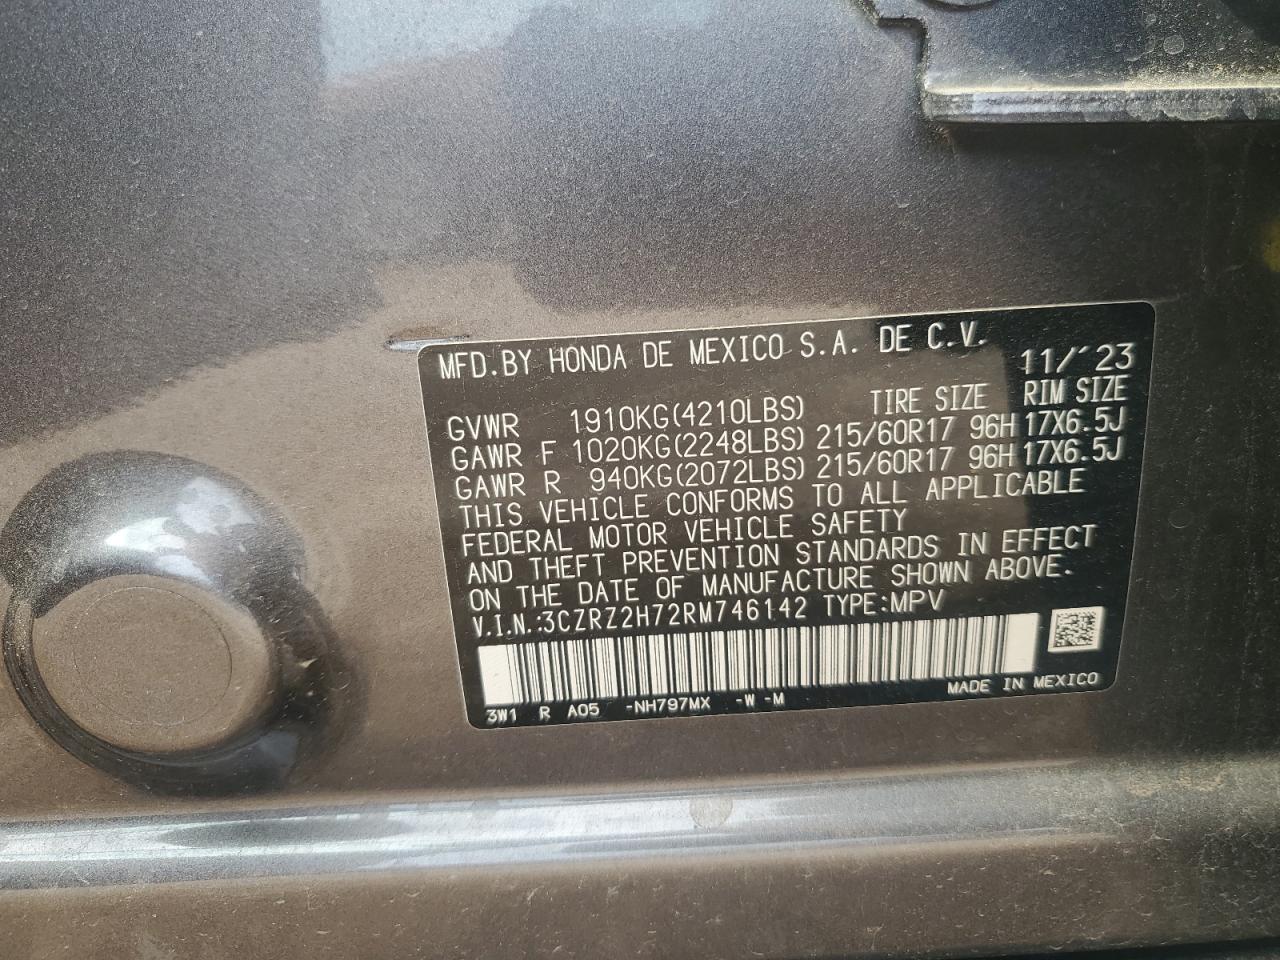 MFD.BY HONDA DE MEXICO S.A. DE C.V.
11/´23
TIRE SIZE RIM SIZE
GVWR 1910KG(4210LBS)
GAWR F 1020KG(2248LBS) 215/60R17 96H 17X6.5J
GAWR R 940KG(2072LBS) 215/60R17 96H 17X6.5J
THIS VEHICLE CONFORMS TO ALL APPLICABLE
FEDERAL MOTOR VEHICLE SAFETY
AND THEFT PREVENTION STANDARDS IN EFFECT
ON THE DATE OF MANUFACTURE SHOWN ABOVE.
V.I.N.:3CZRZ2H72RM746142 TYPE:MPV
3W1 R A05 -NH797MX -W -M
MADE IN MEXICO